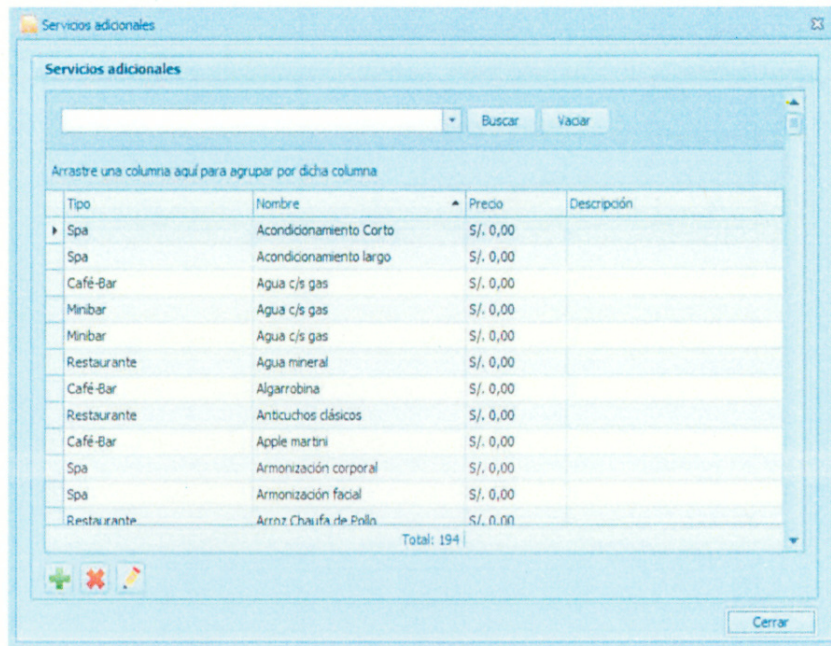 Servicios adicionales
Servicios adicionales
Buscar Vaciar
Arrastre una columna aquí para agrupar por dicha columna
Tipo Nombre Precio Descripción
Spa Acondicionamiento Corto S/. 0,00
Spa Acondicionamiento largo S/. 0,00
Café-Bar Agua c/s gas S/. 0,00
Minibar Agua c/s gas S/. 0,00
Minibar Agua c/s gas S/. 0,00
Restaurante Agua mineral S/. 0,00
Café-Bar Algarrobina S/. 0,00
Restaurante Anticuchos clásicos S/. 0,00
Café-Bar Apple martini S/. 0,00
Spa Armonización corporal S/. 0,00
Spa Armonización facial S/. 0,00
Restaurante Arroz Chaufa de Pollo S/. 0,00
Total: 194
Cerrar